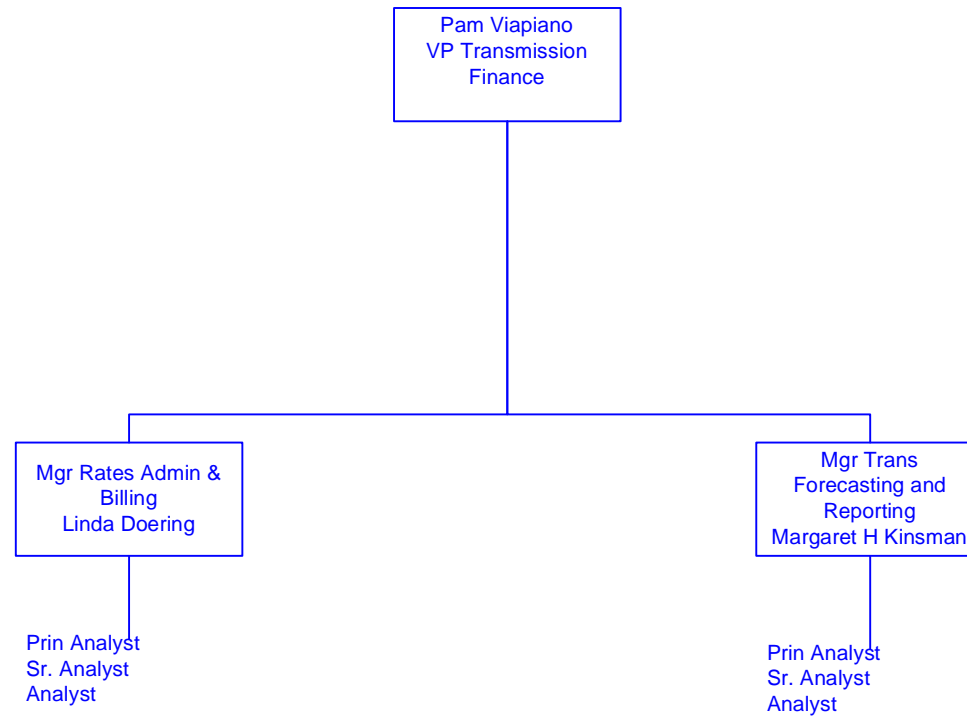 Pam Viapiano
VP Transmission
Finance
Mgr Rates Admin &
Billing
Linda Doering
Mgr Trans
Forecasting and
Reporting
Margaret H Kinsman
Prin Analyst
Sr. Analyst
Analyst
Prin Analyst
Sr. Analyst
Analyst